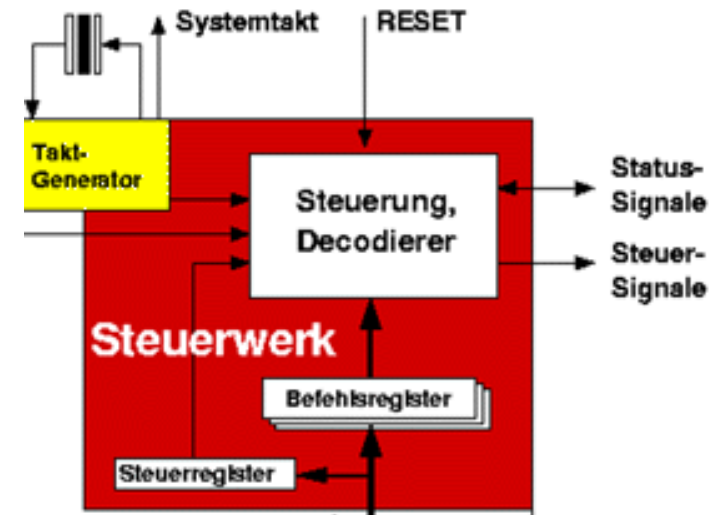 Systemtakt
RESET
Takt-
Generator
Steuerung,
Decodierer
Status-
Signale
Steuer-
Signale
Steuerwerk
Befehlsregister
Steuerregister